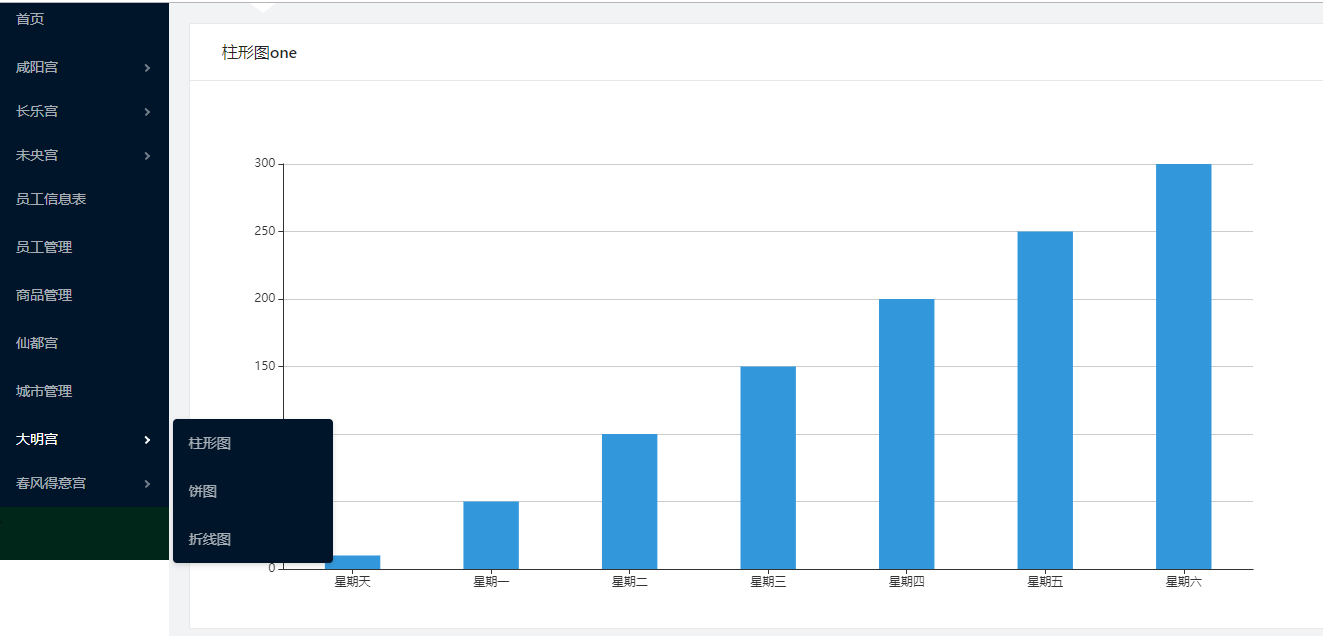 首页
咸阳宫
长乐宫
未央宫
员工信息表
员工管理
商品管理
仙都宫
城市管理
大明宫
春风得意宫
柱形图
饼图
折线图
柱形图one
300
250
200
150
0
星期天 星期一 星期二 星期三 星期四 星期五 星期六